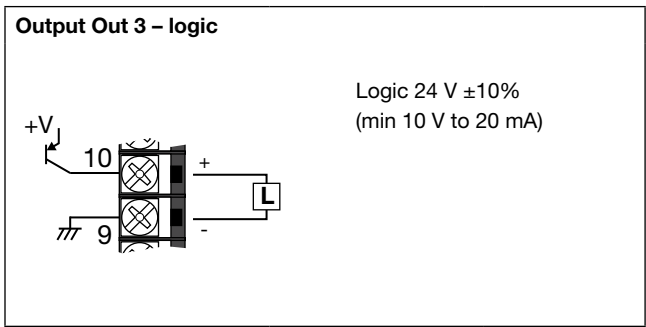 Output Out 3 – logic
Logic 24 V ±10%
(min 10 V to 20 mA)
+V
10
+
L
9
-